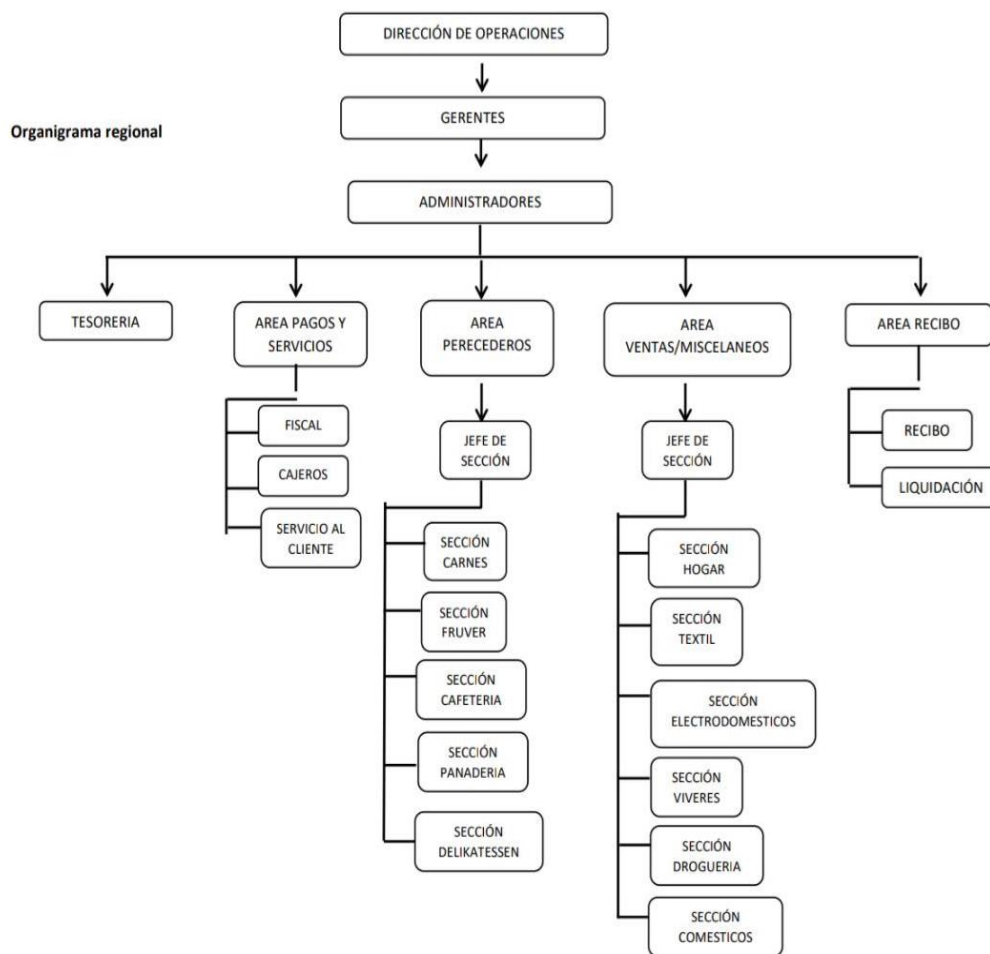 DIRECCIÓN DE OPERACIONES
GERENTES
Organigrama regional
ADMINISTRADORES
TESORERIA
AREA PAGOS Y
SERVICIOS
AREA
PERECEDEROS
AREA
VENTAS/MISCELANEOS
AREA RECIBO
FISCAL
CAJEROS
SERVICIO AL
CLIENTE
JEFE DE
SECCIÓN
SECCIÓN
CARNES
SECCIÓN
FRUVER
SECCIÓN
CAFETERIA
SECCIÓN
PANADERIA
SECCIÓN
DELIKATESSEN
JEFE DE
SECCIÓN
SECCIÓN
HOGAR
SECCIÓN
TEXTIL
SECCIÓN
ELECTRODOMESTICOS
SECCIÓN
VIVERES
SECCIÓN
DROGUERIA
SECCIÓN
COMESTICOS
RECIBO
LIQUIDACIÓN